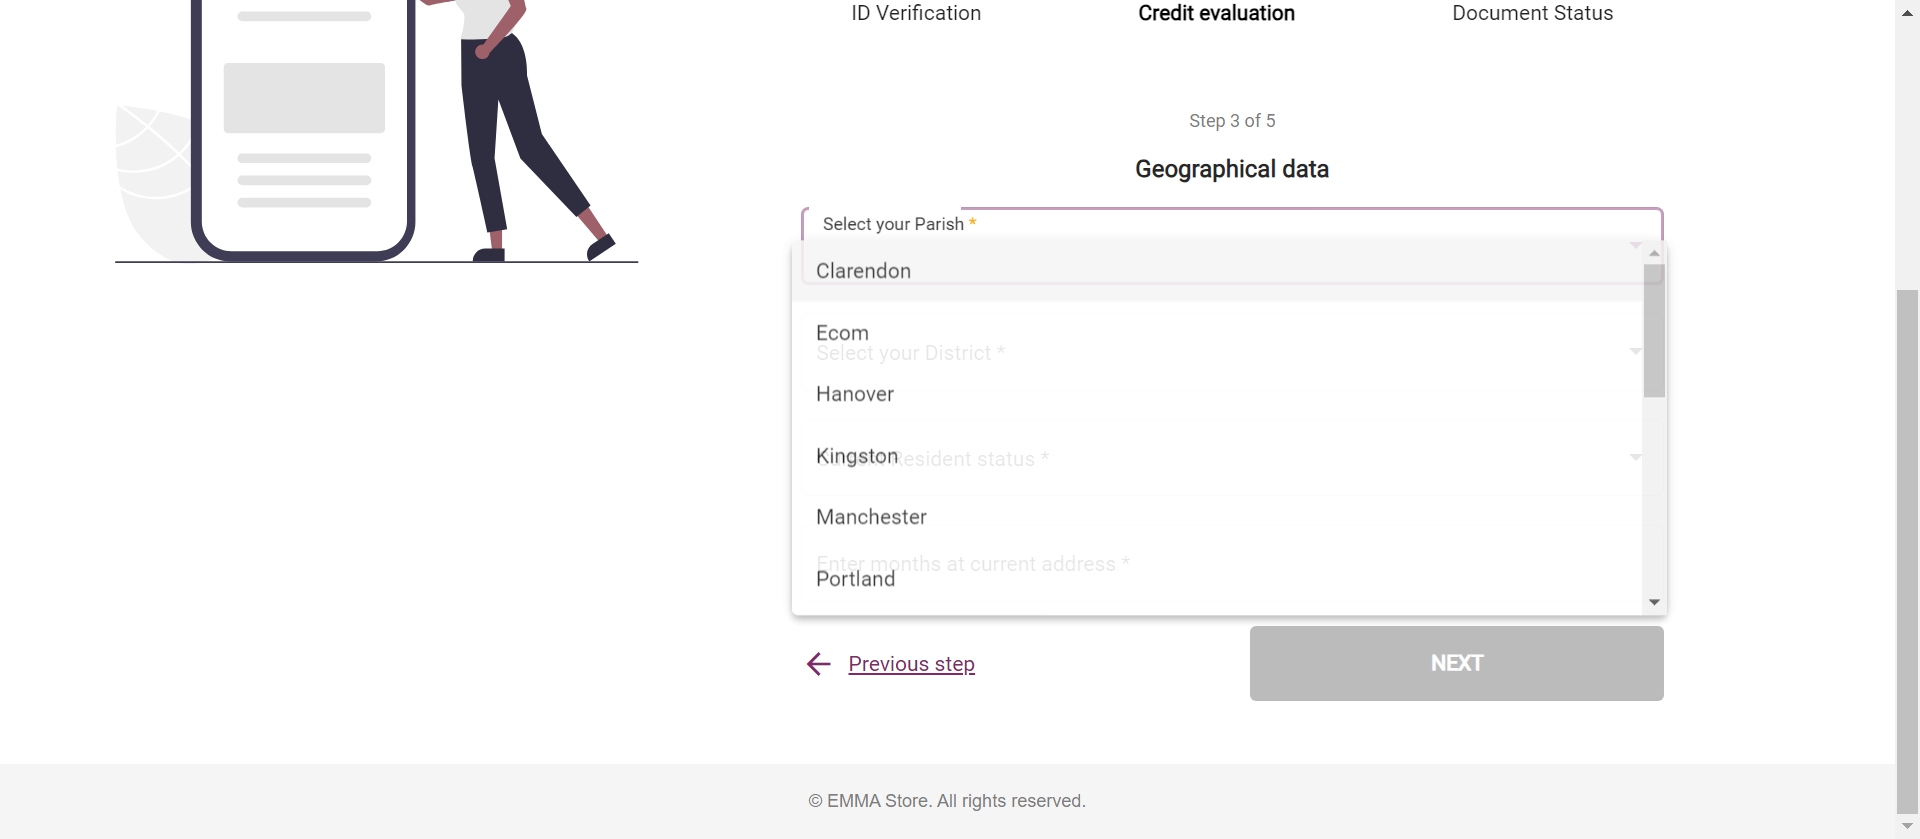 ID Verification
Credit evaluation
Document Status
Step 3 of 5
Geographical data
Select your Parish *
Clarendon
Ecom
Select your District *
Hanover
Kingston
Resident status *
Manchester
Enter months at current address *
Portland
Previous step
NEXT
© EMMA Store. All rights reserved.